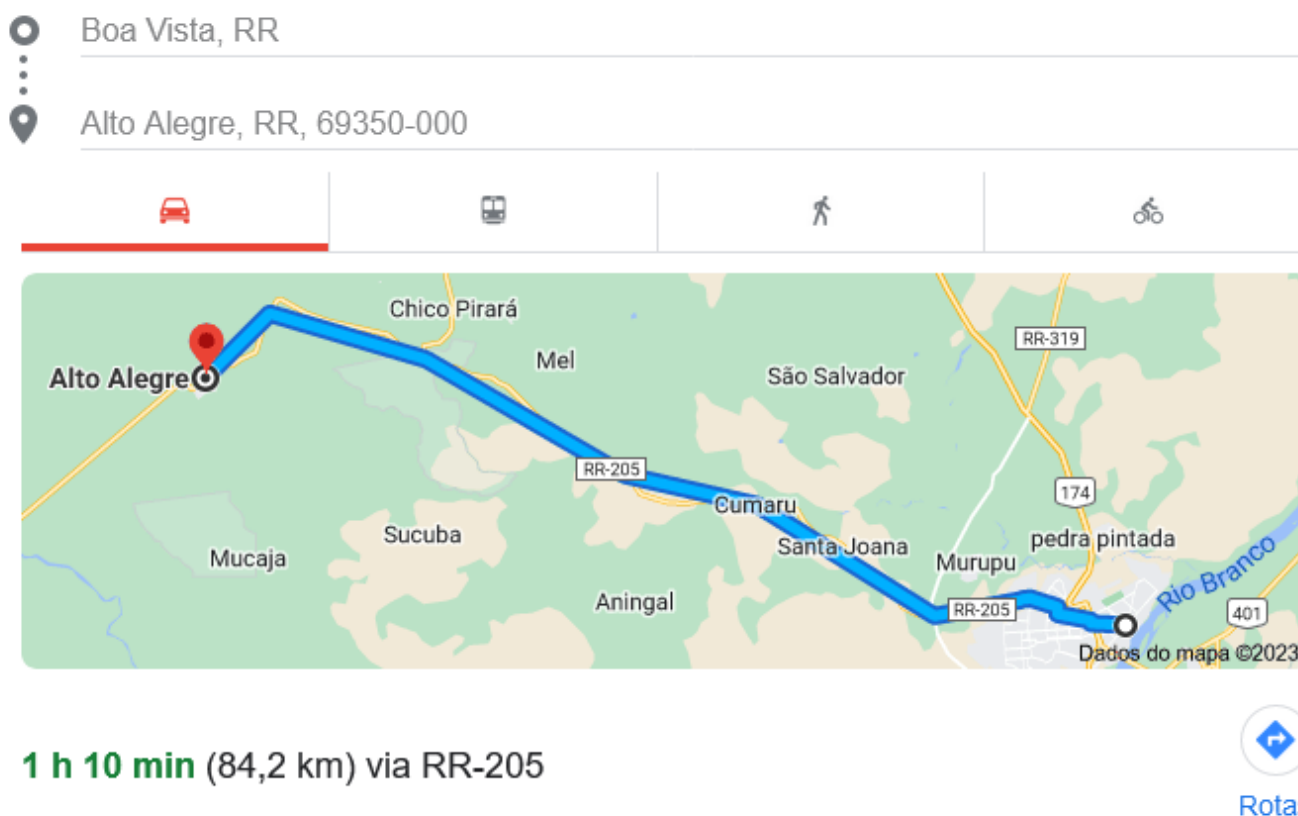 Boa Vista, RR
Alto Alegre, RR, 69350-000
Chico Pirará
RR-319
Mel
São Salvador
Alto Alegre
RR-205
174
Cumaru
Sucuba
Santa Joana
pedra pintada
Mucaja
Murupu
Rio Branco
Aningal
RR-205
401
Dados do mapa ©2023
1 h 10 min (84,2 km) via RR-205
Rota